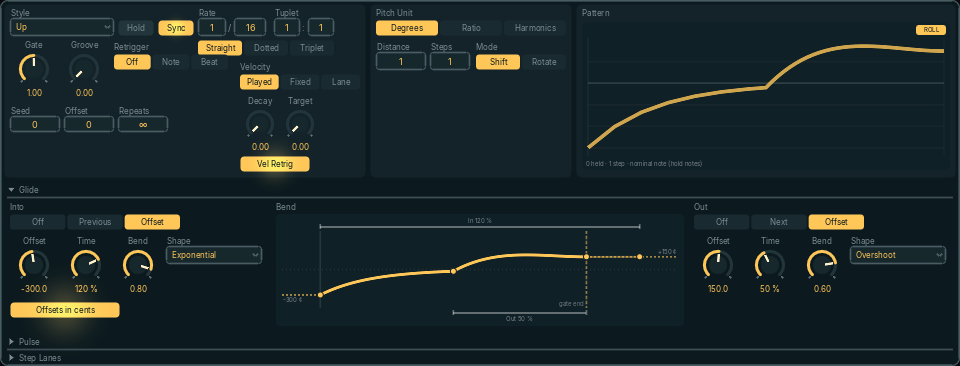 Style
Up
Hold
Sync
Rate
1 / 16
Tuplet
1 : 1
Straight
Dotted
Triplet
Gate
1.00
Groove
0.00
Retrigger
Off
Note
Beat
Velocity
Played
Fixed
Lane
Decay
0.00
Target
0.00
Vel Retrig
Seed
0
Offset
0
Repeats
∞
Pitch Unit
Degrees
Ratio
Harmonics
Distance
1
Steps
1
Mode
Shift
Rotate
Pattern
ROLL
0 held · 1 step · nominal note (hold notes)
Glide
Into
Off
Previous
Offset
Offset
-300.0
Time
120 %
Bend
0.80
Shape
Exponential
Offsets in cents
Bend
In 120 %
-300 ¢
+150 ¢
gate end
Out 50 %
Out
Off
Next
Offset
Offset
150.0
Time
50 %
Bend
0.60
Shape
Overshoot
Pulse
Step Lanes